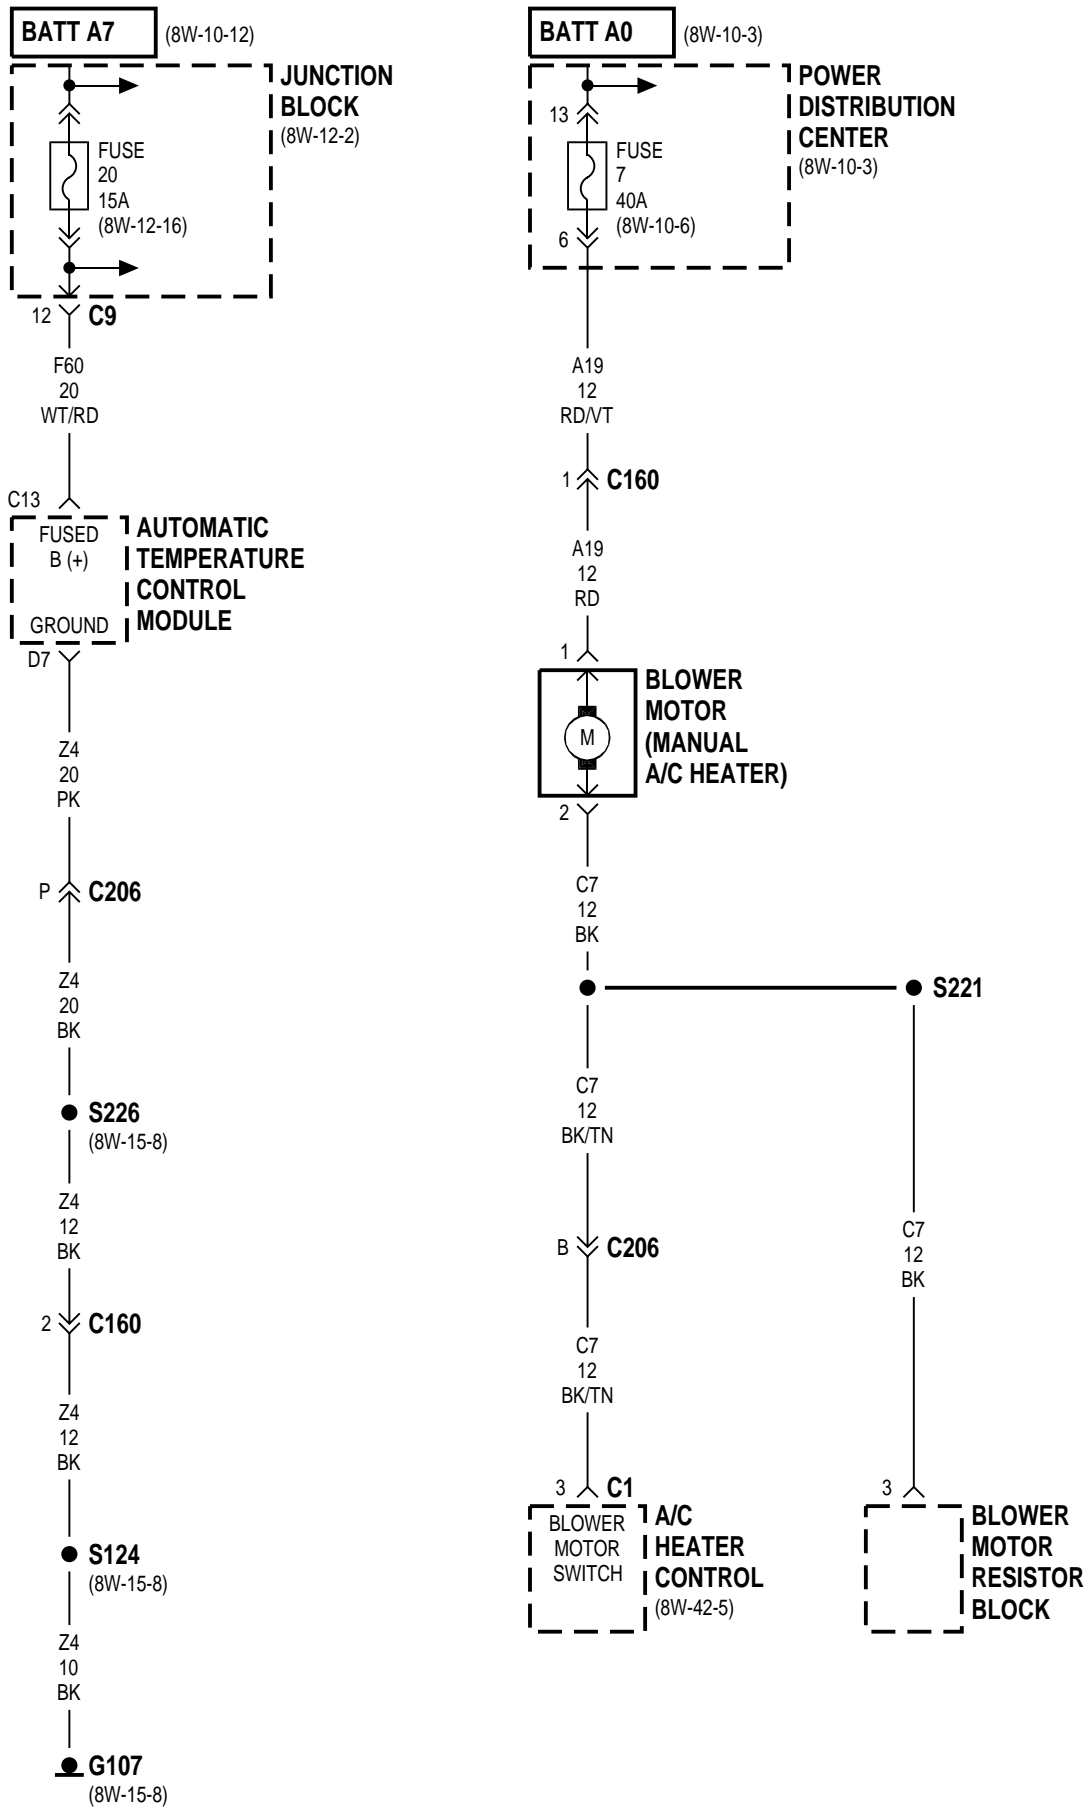 BATT A7
(8W-10-12)
JUNCTION
BLOCK
(8W-12-2)
FUSE
20
15A
(8W-12-16)
12
C9
F60
20
WT/RD
C13
FUSED
B (+)
GROUND
AUTOMATIC
TEMPERATURE
CONTROL
MODULE
D7
Z4
20
PK
P
C206
Z4
20
BK
S226
(8W-15-8)
Z4
12
BK
2
C160
Z4
12
BK
S124
(8W-15-8)
Z4
10
BK
G107
(8W-15-8)
BATT A0
(8W-10-3)
POWER
DISTRIBUTION
CENTER
(8W-10-3)
13
FUSE
7
40A
(8W-10-6)
6
A19
12
RD/VT
1
C160
A19
12
RD
1
M
BLOWER
MOTOR
(MANUAL
A/C HEATER)
2
C7
12
BK
S221
C7
12
BK/TN
B
C206
C7
12
BK/TN
3
C1
BLOWER
MOTOR
SWITCH
A/C
HEATER
CONTROL
(8W-42-5)
C7
12
BK
3
BLOWER
MOTOR
RESISTOR
BLOCK